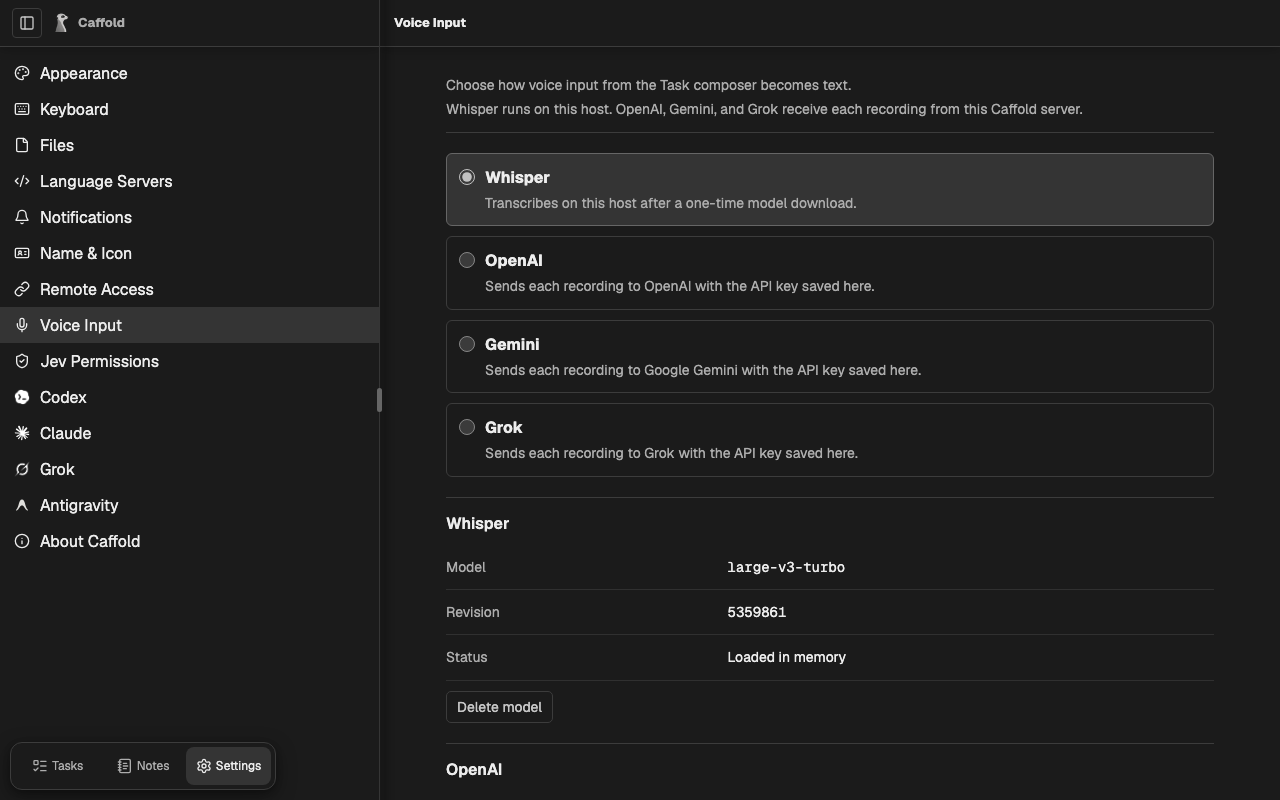 Caffold
Voice Input
Appearance
Keyboard
Files
Language Servers
Notifications
Name & Icon
Remote Access
Voice Input
Jev Permissions
Codex
Claude
Grok
Antigravity
About Caffold
Tasks
Notes
Settings
Choose how voice input from the Task composer becomes text.
Whisper runs on this host. OpenAI, Gemini, and Grok receive each recording from this Caffold server.
Whisper
Transcribes on this host after a one-time model download.
OpenAI
Sends each recording to OpenAI with the API key saved here.
Gemini
Sends each recording to Google Gemini with the API key saved here.
Grok
Sends each recording to Grok with the API key saved here.
Whisper
Model large-v3-turbo
Revision 5359861
Status Loaded in memory
Delete model
OpenAI